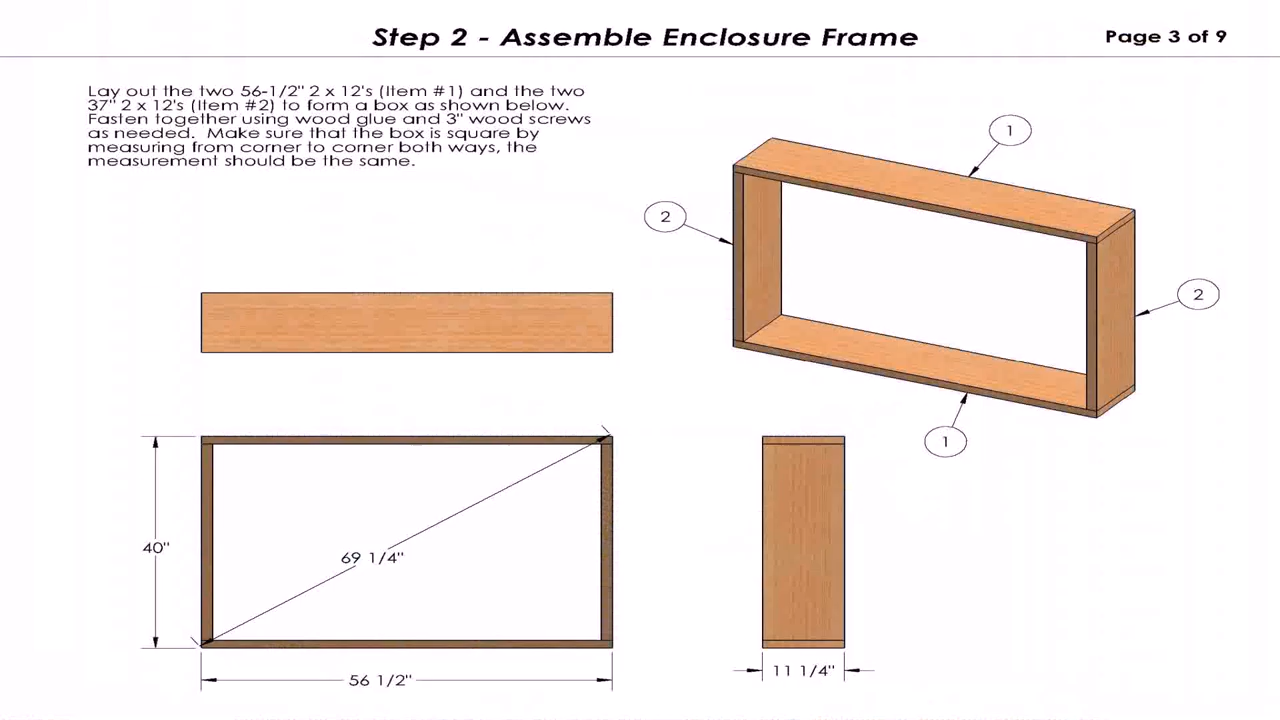 Step 2 - Assemble Enclosure Frame
Page 3 of 9
Lay out the two 56-1/2" 2 x 12's (Item #1) and the two
37" 2 x 12's (Item #2) to form a box as shown below.
Fasten together using wood glue and 3" wood screws
as needed.  Make sure that the box is square by
measuring from corner to corner both ways, the
measurement should be the same.
1
2
2
1
40"
69 1/4"
56 1/2"
11 1/4"